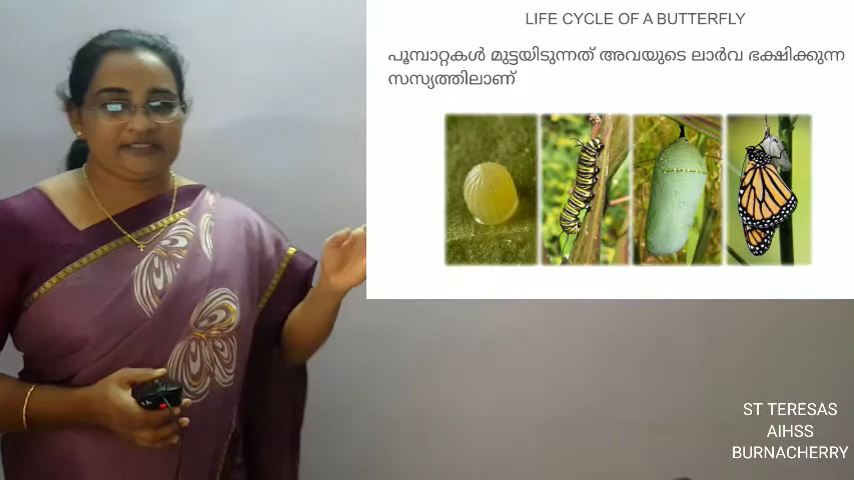 LIFE CYCLE OF A BUTTERFLY
പൂമ്പാറ്റകൾ മുട്ടയിടുന്നത് അവയുടെ ലാർവ ഭക്ഷിക്കുന്ന
സസ്യത്തിലാണ്
ST TERESAS
AIHSS
BURNACHERRY